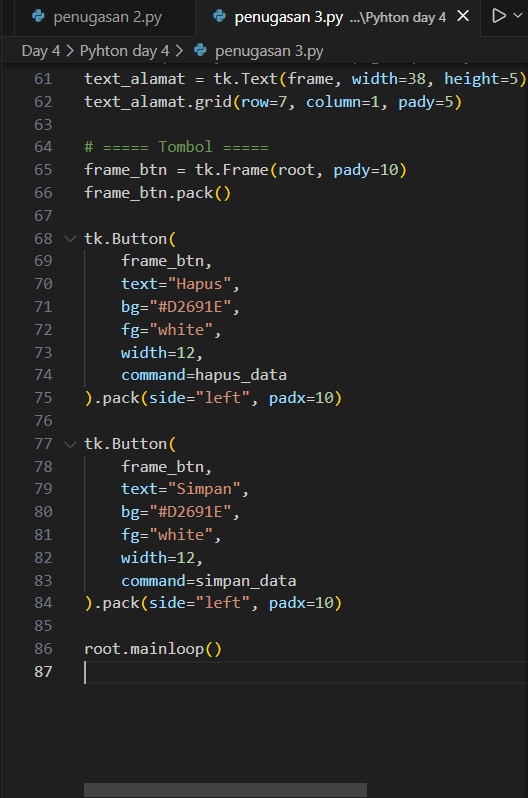 penugasan 2.py
penugasan 3.py ...\Pyhton day 4
Day 4 > Pyhton day 4 > penugasan 3.py
61 text_alamat = tk.Text(frame, width=38, height=5)
62 text_alamat.grid(row=7, column=1, pady=5)
63
64 # ===== Tombol =====
65 frame_btn = tk.Frame(root, pady=10)
66 frame_btn.pack()
67
68 tk.Button(
69     frame_btn,
70     text="Hapus",
71     bg="#D2691E",
72     fg="white",
73     width=12,
74     command=hapus_data
75 ).pack(side="left", padx=10)
76
77 tk.Button(
78     frame_btn,
79     text="Simpan",
80     bg="#D2691E",
81     fg="white",
82     width=12,
83     command=simpan_data
84 ).pack(side="left", padx=10)
85
86 root.mainloop()
87